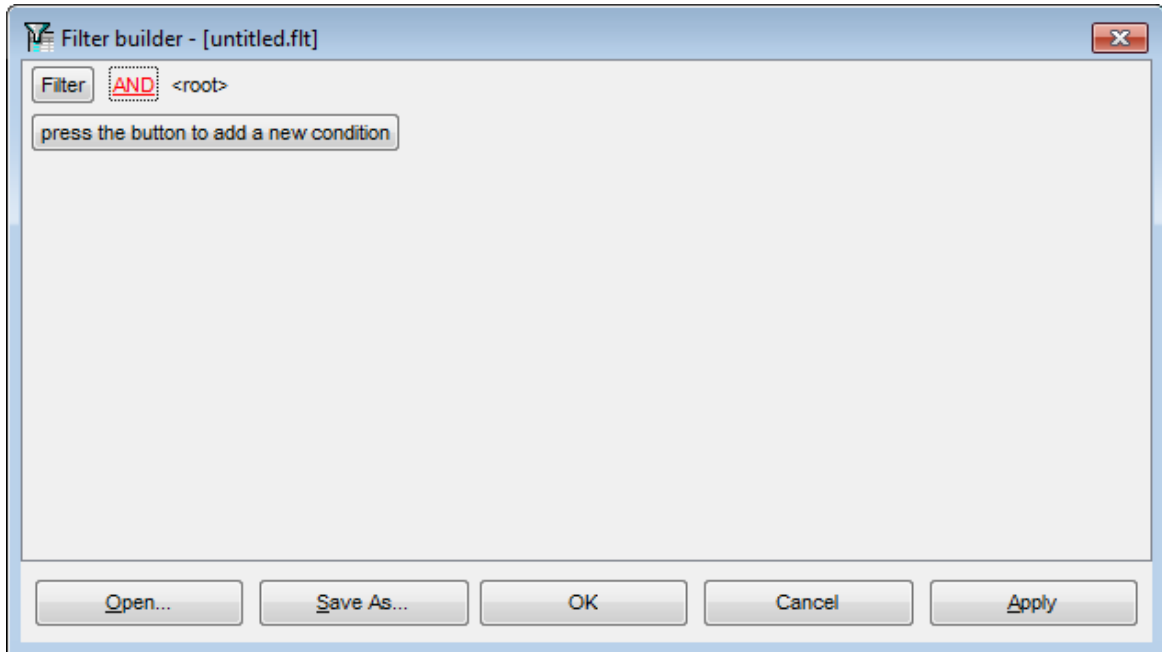 Filter builder - [untitled.flt]
Filter AND <root>
press the button to add a new condition
Open... Save As... OK Cancel Apply